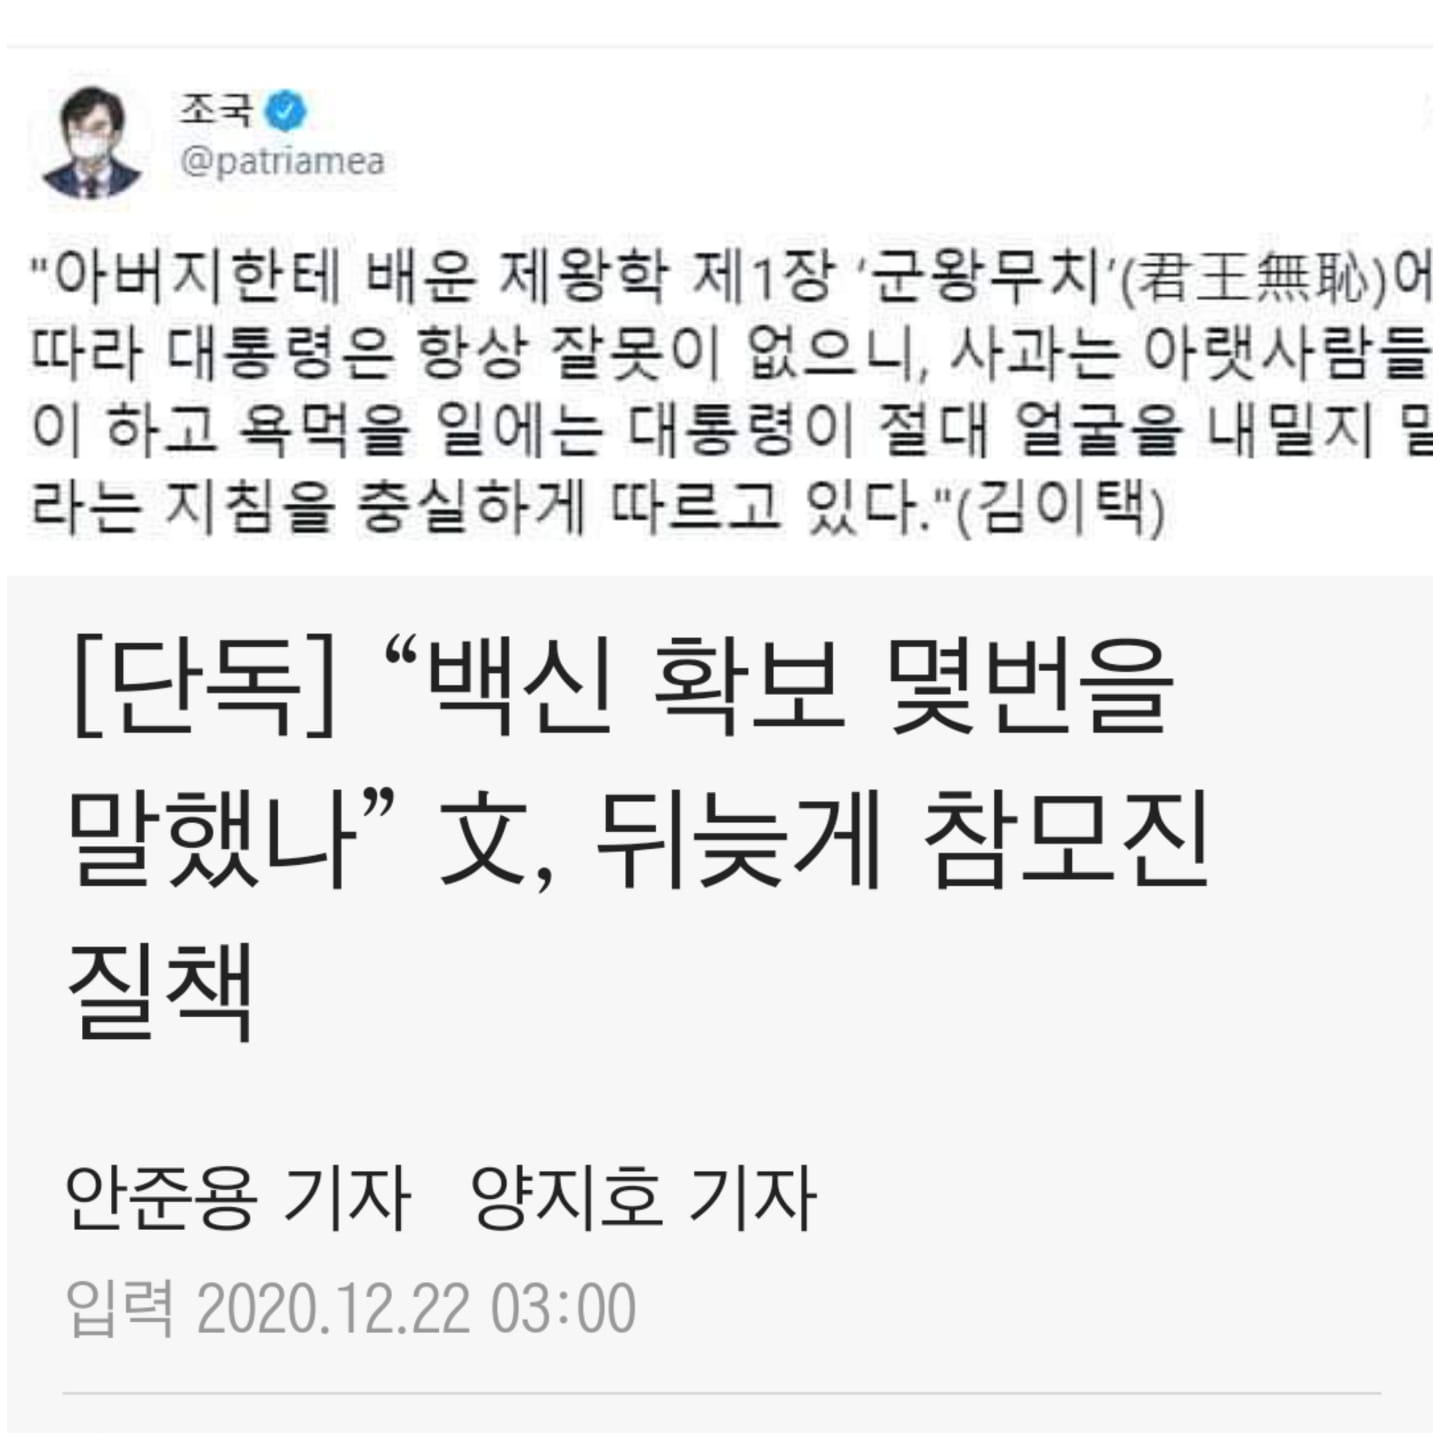 조국
@patriamea
"아버지한테 배운 제왕학 제1장 '군왕무치'(君王無恥)에
따라 대통령은 항상 잘못이 없으니, 사과는 아랫사람들
이 하고 욕먹을 일에는 대통령이 절대 얼굴을 내밀지 말
라는 지침을 충실하게 따르고 있다."(김이택)
[단독] “백신 확보 몇번을
말했나” 文, 뒤늦게 참모진
질책
안준용 기자 양지호 기자
입력 2020.12.22 03:00